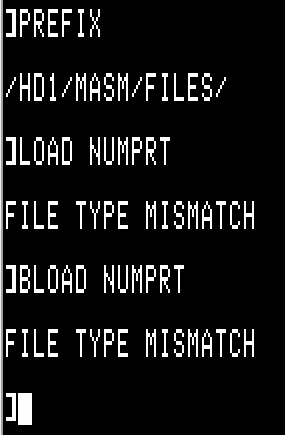 ]PREFIX
/HD1/MASM/FILES/
]LOAD NUMPRT
FILE TYPE MISMATCH
]BLOAD NUMPRT
FILE TYPE MISMATCH
]